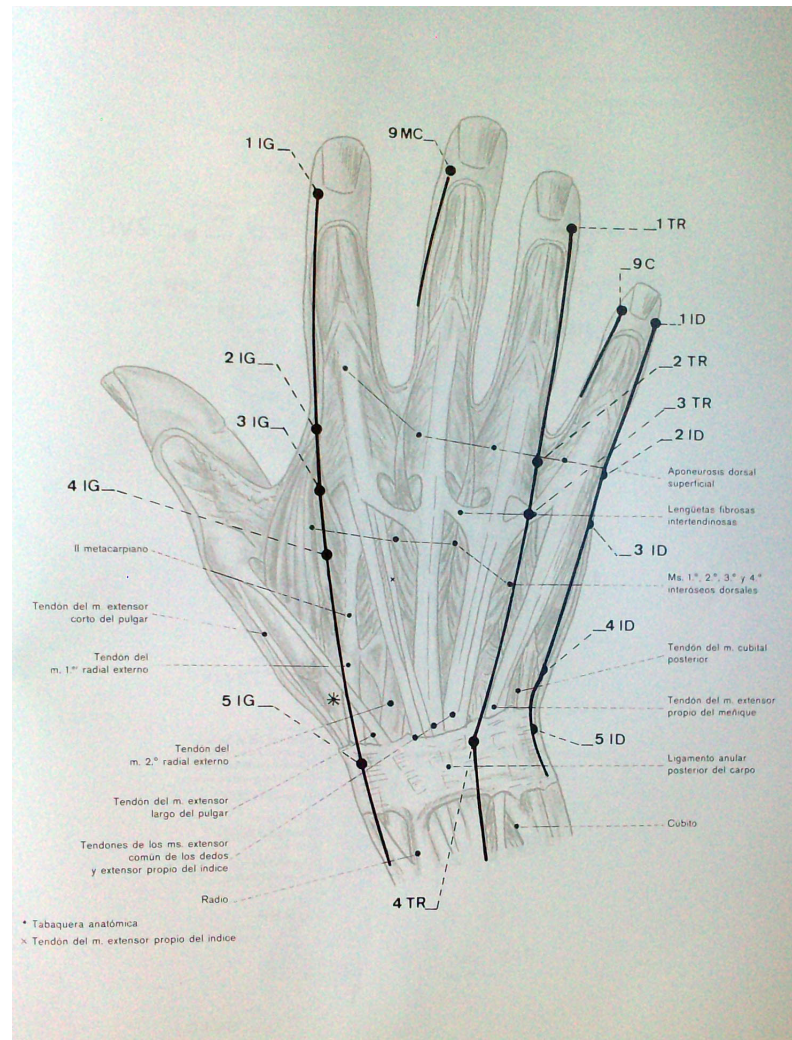 1 IG
9 MC
1 TR
9 C
1 ID
2 IG
2 TR
3 TR
3 IG
2 ID
4 IG
Aponeurosis dorsal
superficial
Lengüetas fibrosas
intertendinosas
3 ID
II metacarpiano
Ms. 1.º, 2.º, 3.º y 4.º
interóseos dorsales
Tendón del m. extensor
corto del pulgar
4 ID
Tendón del m. cubital
posterior
Tendón del
m. 1.er radial externo
5 IG
Tendón del m. extensor
propio del meñique
5 ID
Tendón del
m. 2.º radial externo
Ligamento anular
posterior del carpo
Tendón del m. extensor
largo del pulgar
Cúbito
Tendones de los ms. extensor
común de los dedos
y extensor propio del índice
Radio
4 TR
* Tabaquera anatómica
× Tendón del m. extensor propio del índice